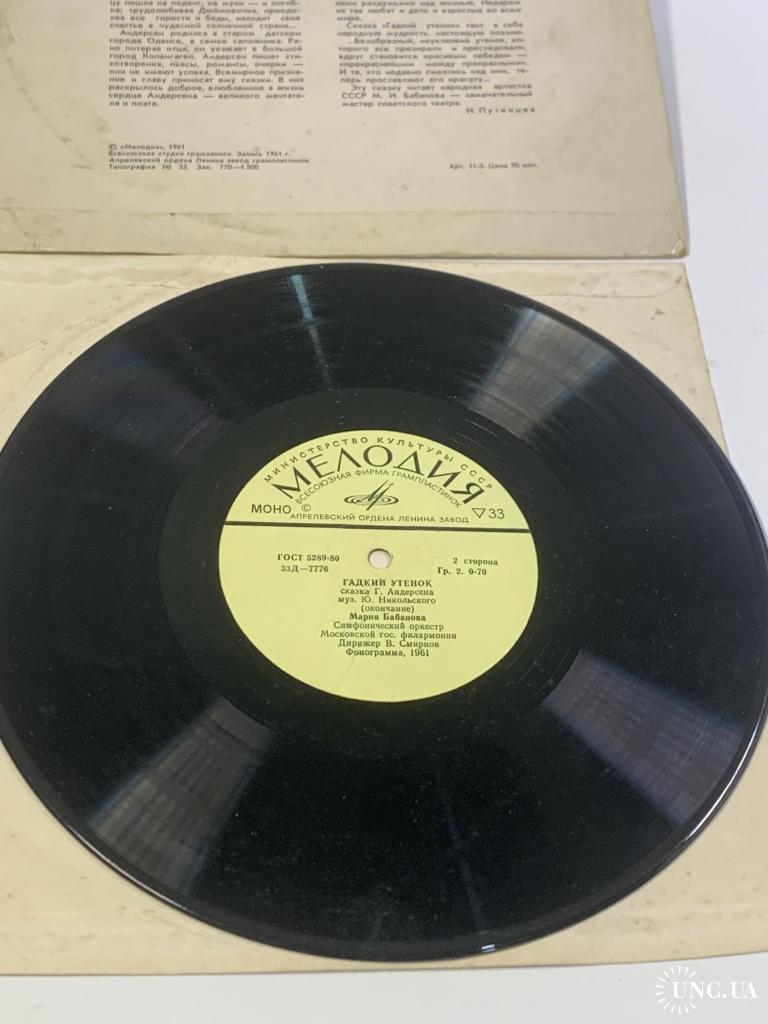 цу пошла на подвиг, на муки — и погиб-
ла; трудолюбивая Дюймовочка, преодо-
лев все горести и беды, находит свое
счастье в чудесной солнечной стране...
Андерсен родился в старом датском
городе Оденсе, в семье сапожника. Ра-
но потеряв отца, он уезжает в большой
город Копенгаген. Андерсен пишет сти-
хотворения, пьесы, романсы, очерки —
они не имеют успеха. Всемирное призна-
ние и славу приносят ему сказки. В них
раскрылось доброе, влюбленное в жизнь
сердце Андерсена — великого мечтате-
ля и поэта.
их так любят и дети и взрослые во всем
мире.
Сказка «Гадкий утенок» таит в себе
народную мудрость, настоящую поэзию.
...Безобразный, неуклюжий утенок, ко-
торого все презирали и преследовали,
вдруг становится красивым лебедем —
«прекраснейшим между прекрасными».
И те, кто недавно смеялись над ним, те-
перь прославляют его красоту...
Эту сказку читает народная артистка
СССР М. И. Бабанова — замечательный
мастер советского театра.
Н. Путинцев
© «Мелодия», 1961
Всесоюзная студия грамзаписи. Запись 1961 г.
Апрелевский ордена Ленина завод грампластинок
Типография № 32. Зак. 770—4 500
Арт. 11-5. Цена 90 коп.
МИНИСТЕРСТВО КУЛЬТУРЫ СССР
МЕЛОДИЯ
ВСЕСОЮЗНАЯ ФИРМА ГРАМПЛАСТИНОК
МОНО © ▽33
АПРЕЛЕВСКИЙ ОРДЕНА ЛЕНИНА ЗАВОД
ГОСТ 5289-80 2 сторона
33Д—7776 Гр. 2. 0-70
ГАДКИЙ УТЕНОК
сказка Г. Андерсена
муз. Ю. Никольского
(окончание)
Мария Бабанова
Симфонический оркестр
Московской гос. филармонии
Дирижер В. Смирнов
Фонограмма, 1961
UNC.UA